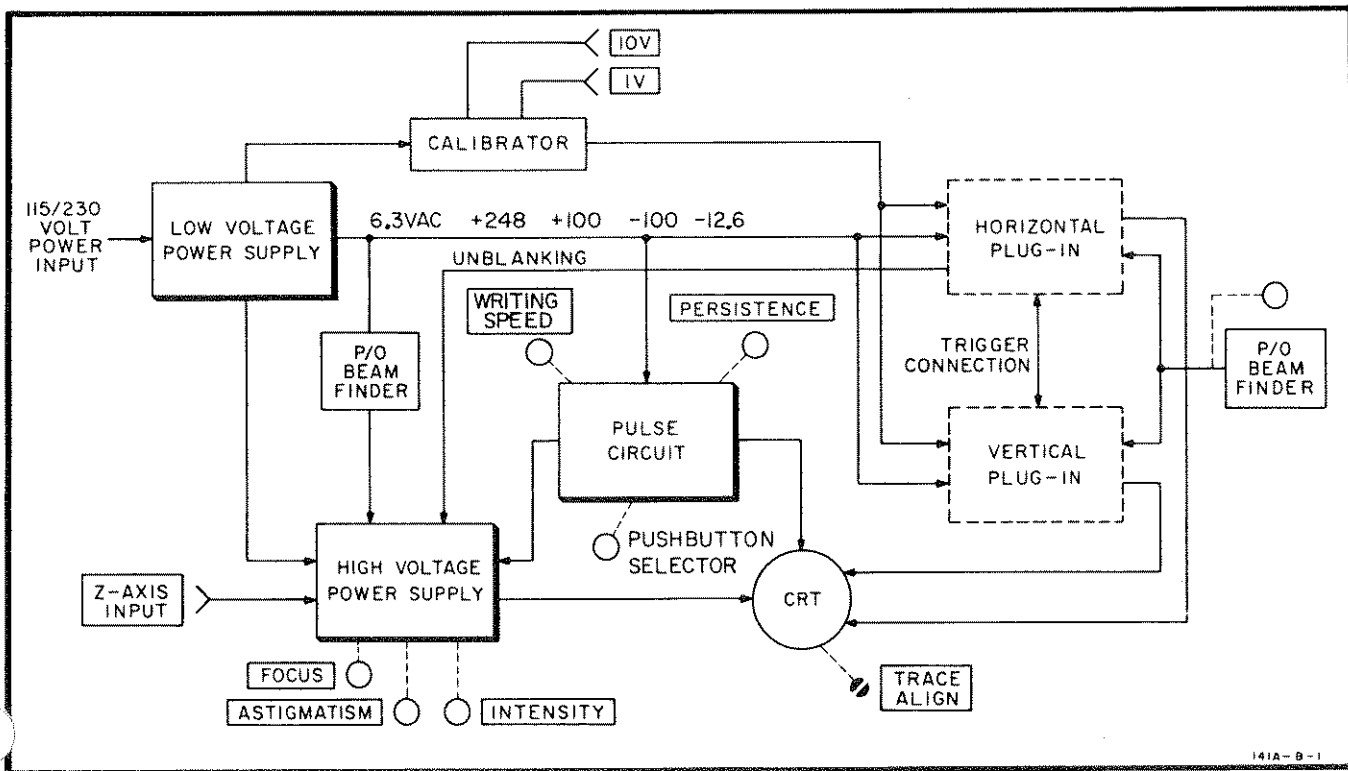 10V
1V
CALIBRATOR
115/230
VOLT
POWER
INPUT
LOW VOLTAGE
POWER SUPPLY
6.3VAC +248 +100 -100 -12.6
UNBLANKING
HORIZONTAL
PLUG-IN
WRITING
SPEED
PERSISTENCE
P/O
BEAM
FINDER
TRIGGER
CONNECTION
P/O
BEAM
FINDER
PULSE
CIRCUIT
VERTICAL
PLUG-IN
PUSHBUTTON
SELECTOR
HIGH VOLTAGE
POWER SUPPLY
Z-AXIS
INPUT
CRT
FOCUS
ASTIGMATISM
INTENSITY
TRACE
ALIGN
141A-B-1